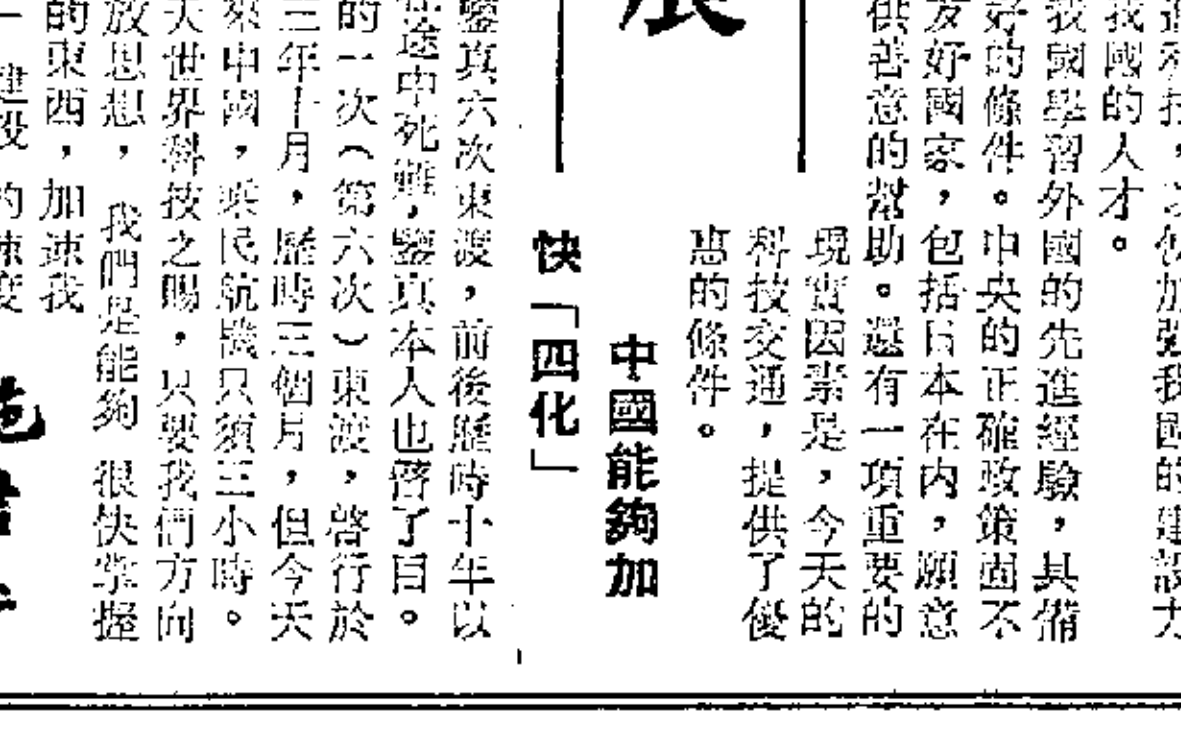 我國的人才。
我國學習外國的先進經驗，具備
好的條件。中央的正確政策固不
友好國家，包括日本在内，願意
供善意的幫助。還有一項重要的
現實因素是，今天的
科技交通，提供了優
惠的條件。
展
中國能夠加
快「四化」
鑒真六次東渡，前後歷時十年以
途中死難，鑒真本人也瞎了目。
的一次（第六次）東渡，啓行於
三年十月，歷時三個月，但今天
來中國，乘民航機只須三小時。
大世界科技之賜，只要我們方向
放思想，我們是能夠很快掌握
的東西，加速我
建設的速度